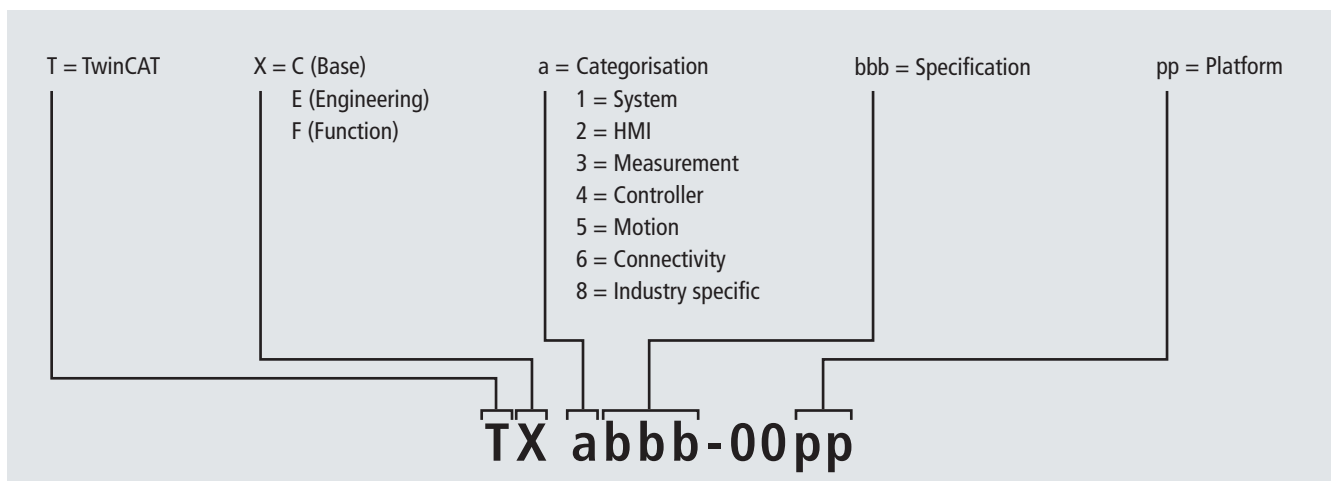 T = TwinCAT
X = C (Base)
E (Engineering)
F (Function)
a = Categorisation
1 = System
2 = HMI
3 = Measurement
4 = Controller
5 = Motion
6 = Connectivity
8 = Industry specific
bbb = Specification
pp = Platform
TX abbb-00pp